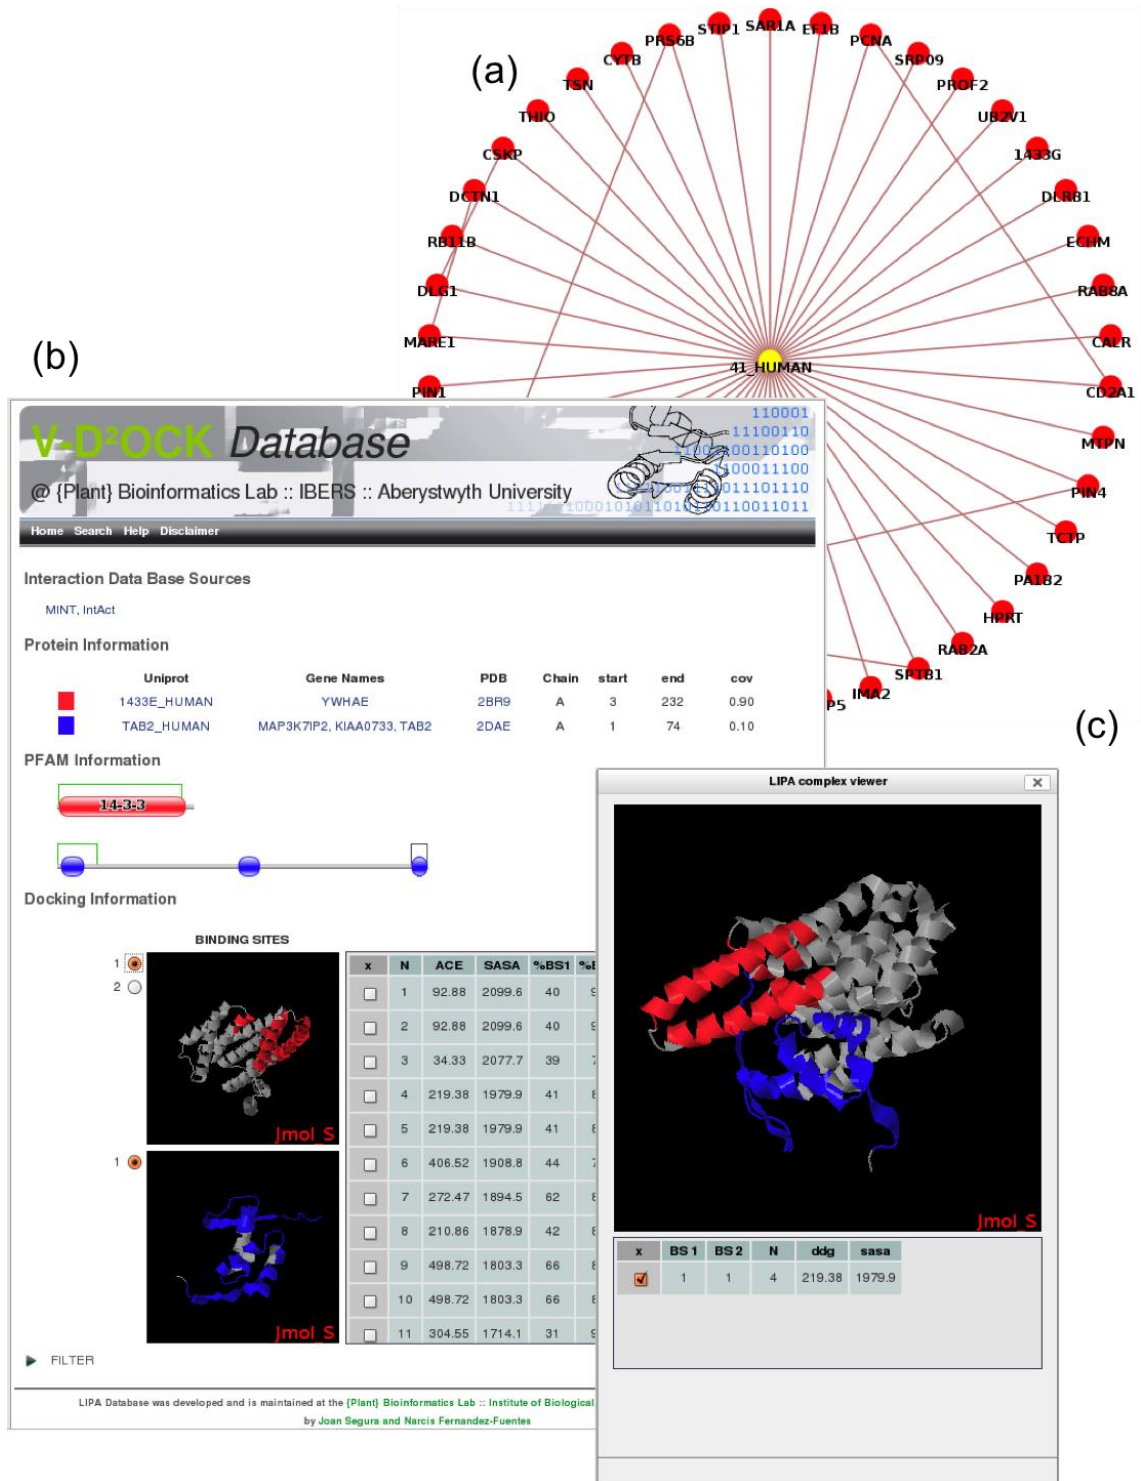 (a)
STIP1
SAR1A
EF1B
PRS6B
PCNA
CYTB
SRP09
TSN
PROF2
THIO
UB2V1
CSKP
1433G
DCTN1
DLRB1
RB11B
ECHM
DLG1
RAB8A
MARE1
CALR
41_HUMAN
PIN1
CD2A1
MTPN
PIN4
TCTP
PA1B2
HPRT
RAB2A
SPTB1
IMA2
P5
(b)
V-D²OCK Database
@ {Plant} Bioinformatics Lab :: IBERS :: Aberystwyth University
110001
11100110
Home Search Help Disclaimer
Interaction Data Base Sources
MINT, IntAct
Protein Information
Uniprot Gene Names PDB Chain start end cov
1433E_HUMAN YWHAE 2BR9 A 3 232 0.90
TAB2_HUMAN MAP3K7IP2, KIAA0733, TAB2 2DAE A 1 74 0.10
PFAM Information
14-3-3
Docking Information
BINDING SITES
1
2
Jmol_S
1
Jmol_S
x N ACE SASA %BS1
1 92.88 2099.6 40
2 92.88 2099.6 40
3 34.33 2077.7 39
4 219.38 1979.9 41
5 219.38 1979.9 41
6 406.52 1908.8 44
7 272.47 1894.5 62
8 210.86 1878.9 42
9 498.72 1803.3 66
10 498.72 1803.3 66
11 304.55 1714.1 31
FILTER
LIPA Database was developed and is maintained at the {Plant} Bioinformatics Lab :: Institute of Biological
by Joan Segura and Narcis Fernandez-Fuentes
(c)
LIPA complex viewer
Jmol_S
x BS 1 BS 2 N ddg sasa
1 1 4 219.38 1979.9